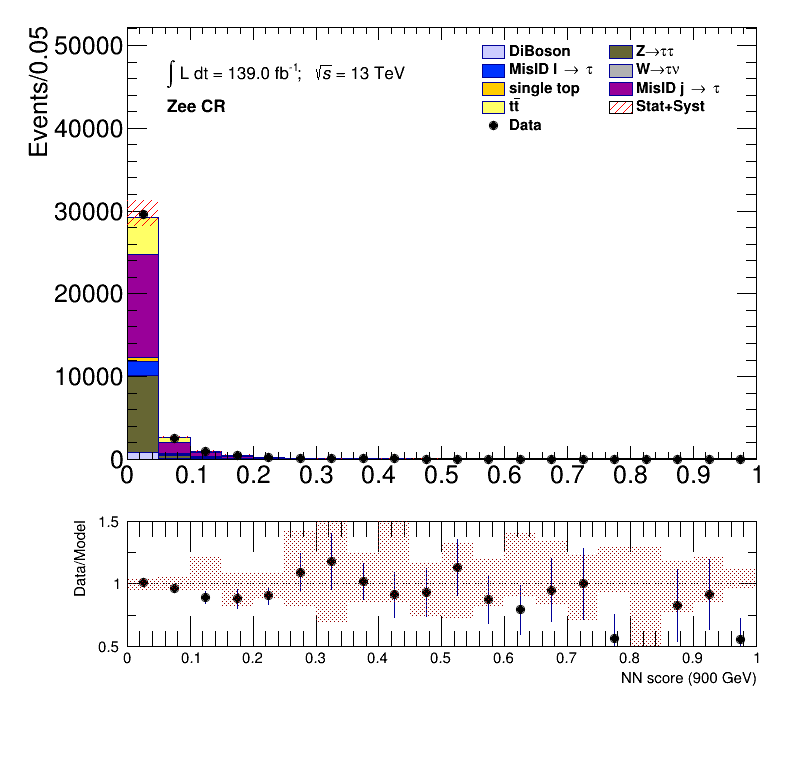 Events/0.05
50000
40000
30000
20000
10000
0
∫ L dt = 139.0 fb⁻¹; √s = 13 TeV
Zee CR
DiBoson
MisID l → τ
single top
tt̄
Data
Z→ττ
W→τν
MisID j → τ
Stat+Syst
0 0.1 0.2 0.3 0.4 0.5 0.6 0.7 0.8 0.9 1
Data/Model
1.5
1
0.5
0 0.1 0.2 0.3 0.4 0.5 0.6 0.7 0.8 0.9 1
NN score (900 GeV)